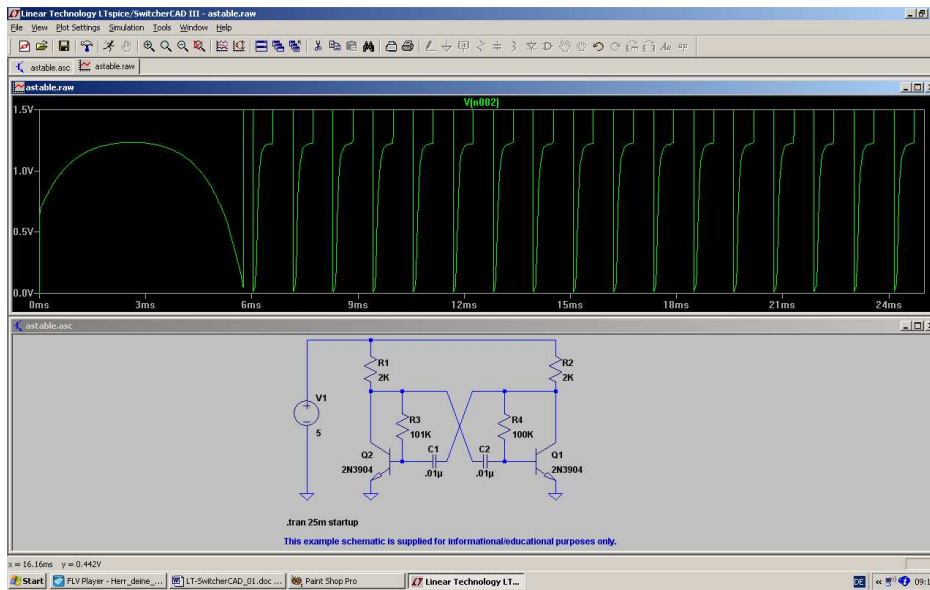 Linear Technology LTspice/SwitcherCAD III - astable.raw
File View Plot Settings Simulation Tools Window Help
astable.asc astable.raw
astable.raw
V(n002)
1.5V
1.0V
0.5V
0.0V
0ms 3ms 6ms 9ms 12ms 15ms 18ms 21ms 24ms
astable.asc
R1
2K
R2
2K
V1
5
R3
101K
R4
100K
C1
.01µ
C2
.01µ
Q2
2N3904
Q1
2N3904
.tran 25m startup
This example schematic is supplied for informational/educational purposes only.
x = 16.16ms y = 0.442V
Start FLV Player - Herr_deine_... LT-SwitcherCAD_01.doc ... Paint Shop Pro Linear Technology LT... DE « 09:1